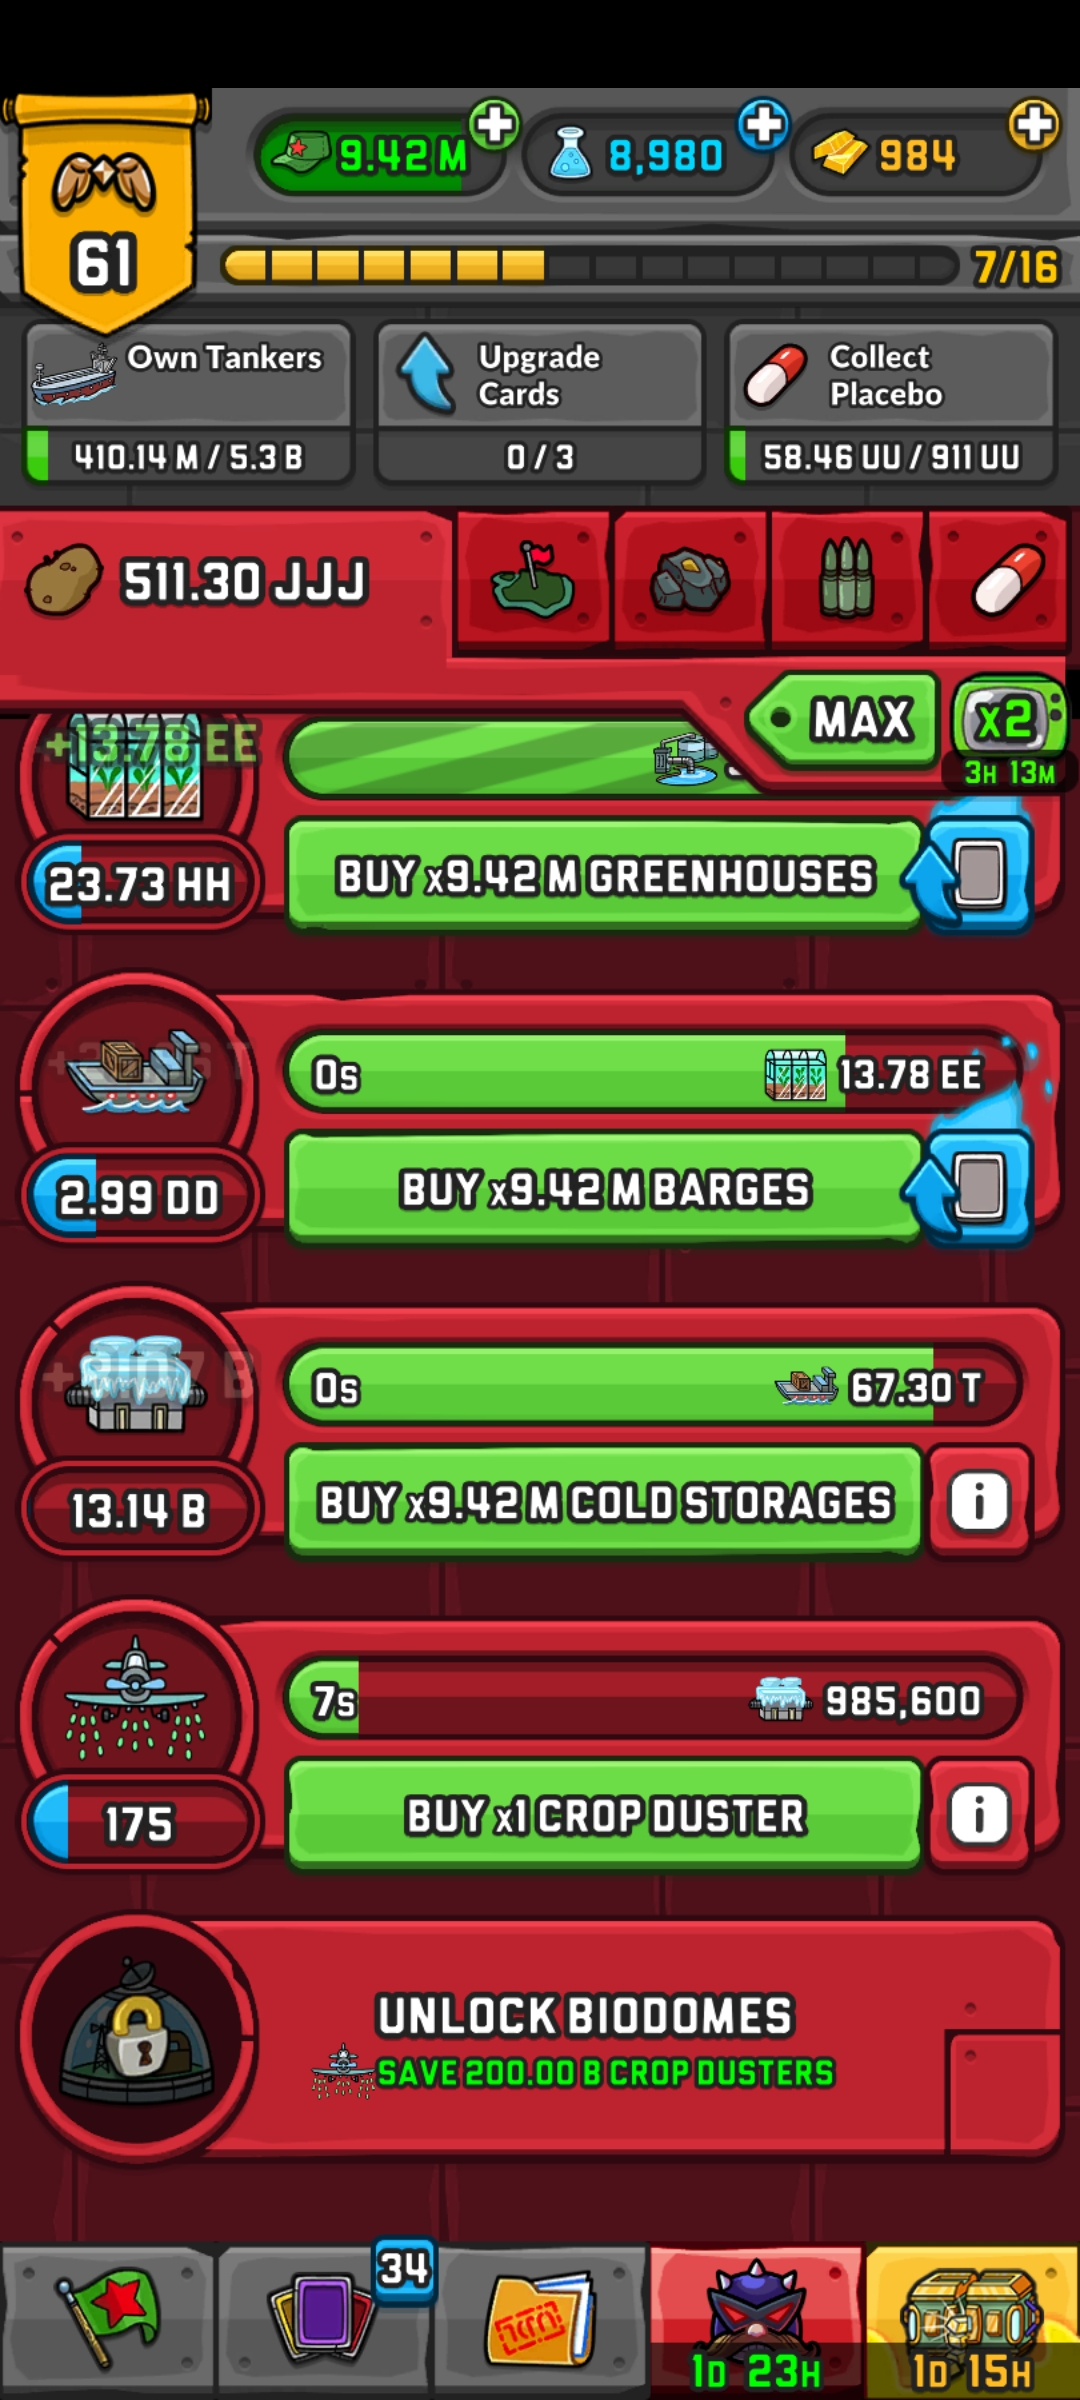 9.42 M
8,980
984
61
7/16
Own Tankers
410.14 M / 5.3 B
Upgrade
Cards
0 / 3
Collect
Placebo
58.46 UU / 911 UU
511.30 JJJ
MAX
X2
3H 13M
+13.78 EE
23.73 HH
BUY x9.42 M GREENHOUSES
0s
13.78 EE
2.99 DD
BUY x9.42 M BARGES
0s
67.30 T
13.14 B
BUY x9.42 M COLD STORAGES
i
7s
985,600
175
BUY x1 CROP DUSTER
i
UNLOCK BIODOMES
SAVE 200.00 B CROP DUSTERS
34
1D 23H
1D 15H